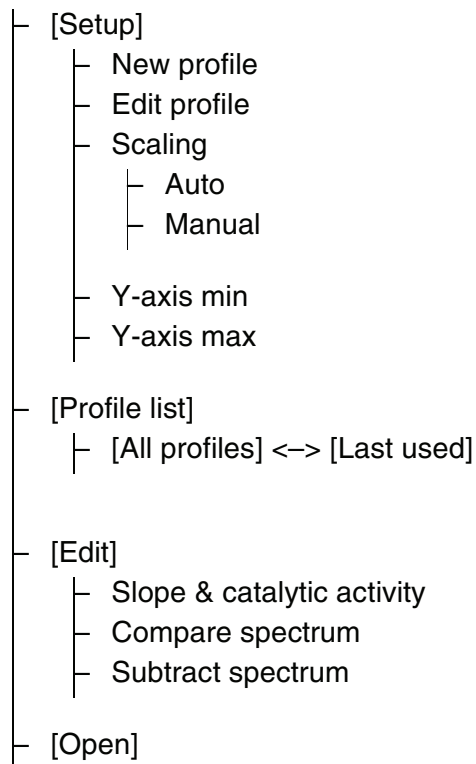 [Setup]
New profile
Edit profile
Scaling
Auto
Manual
Y-axis min
Y-axis max
[Profile list]
[All profiles] <–> [Last used]
[Edit]
Slope & catalytic activity
Compare spectrum
Subtract spectrum
[Open]